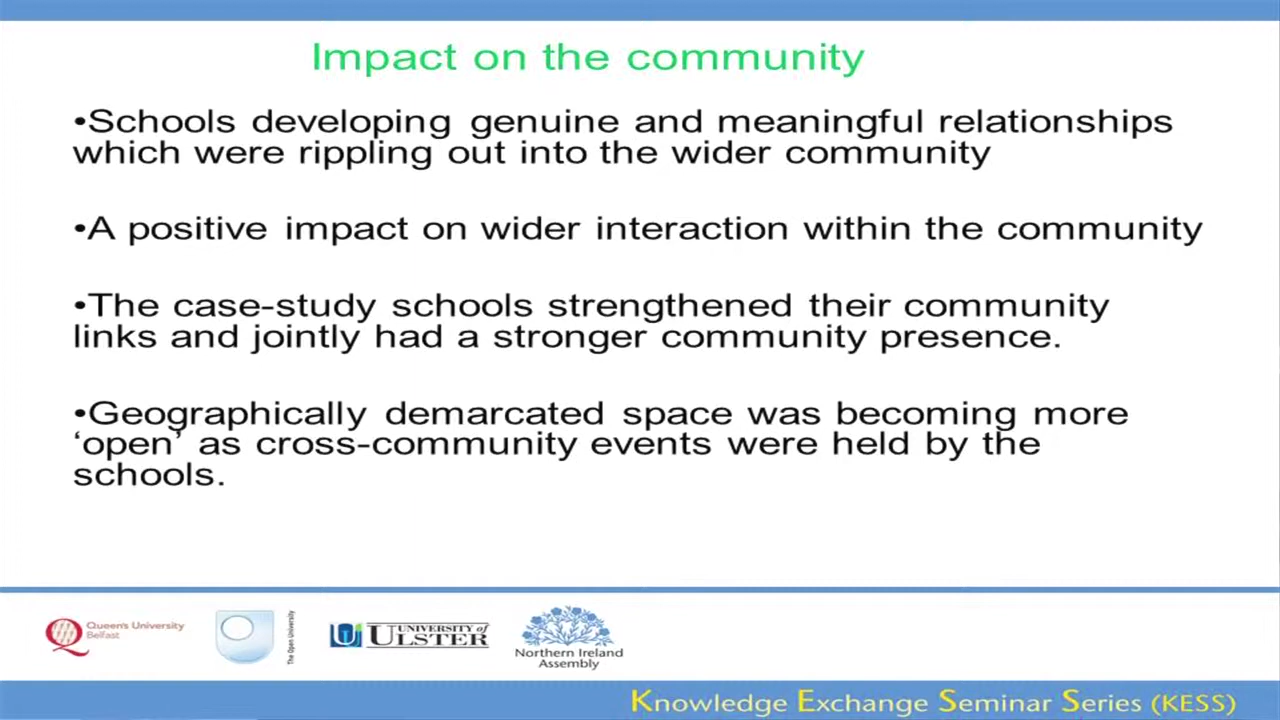 Impact on the community
•Schools developing genuine and meaningful relationships
which were rippling out into the wider community
•A positive impact on wider interaction within the community
•The case-study schools strengthened their community
links and jointly had a stronger community presence.
•Geographically demarcated space was becoming more
‘open’ as cross-community events were held by the
schools.
Queen's University
Belfast
The Open University
UNIVERSITY of
ULSTER
Northern Ireland
Assembly
Knowledge Exchange Seminar Series (KESS)